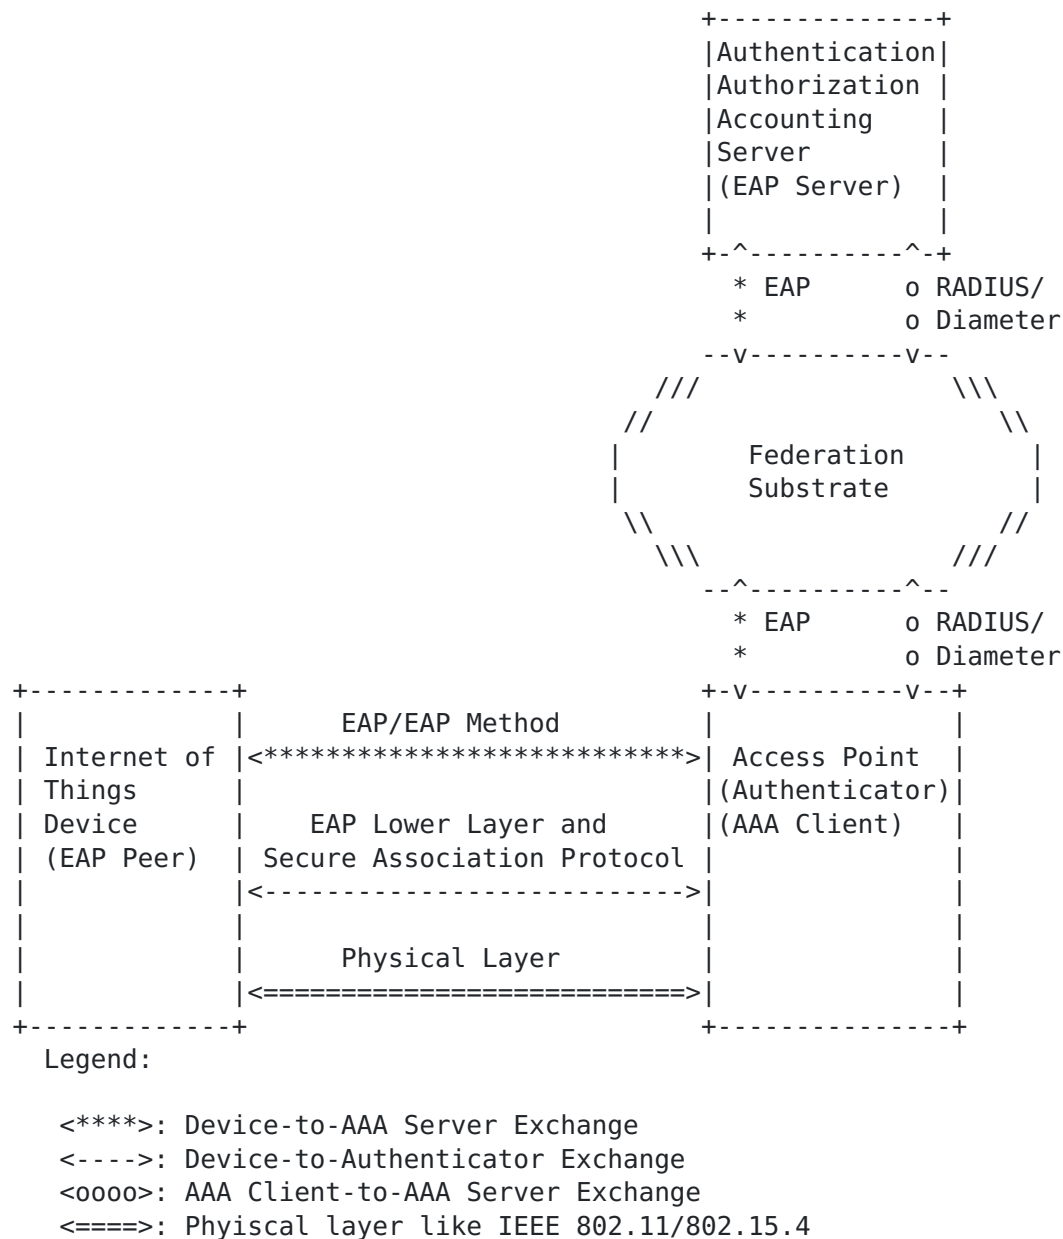 +--------------+
                                            |Authentication|
                                            |Authorization |
                                            |Accounting    |
                                            |Server        |
                                            |(EAP Server)  |
                                            |              |
                                            +-^----------^-+
                                              * EAP      o RADIUS/
                                              *          o Diameter
                                            --v----------v--
                                         ///                \\\
                                       //                      \\
                                      |        Federation        |
                                      |        Substrate         |
                                       \\                      //
                                         \\\                ///
                                            --^----------^--
                                              * EAP      o RADIUS/
                                              *          o Diameter
+-------------+                             +-v----------v--+
|             |      EAP/EAP Method         |               |
| Internet of |<***************************>| Access Point  |
| Things      |                             |(Authenticator)|
| Device      |    EAP Lower Layer and      |(AAA Client)   |
| (EAP Peer)  | Secure Association Protocol |               |
|             |<--------------------------->|               |
|             |                             |               |
|             |      Physical Layer         |               |
|             |<===========================>|               |
+-------------+                             +---------------+
  Legend:

   <****>: Device-to-AAA Server Exchange
   <---->: Device-to-Authenticator Exchange
   <oooo>: AAA Client-to-AAA Server Exchange
   <====>: Phyiscal layer like IEEE 802.11/802.15.4